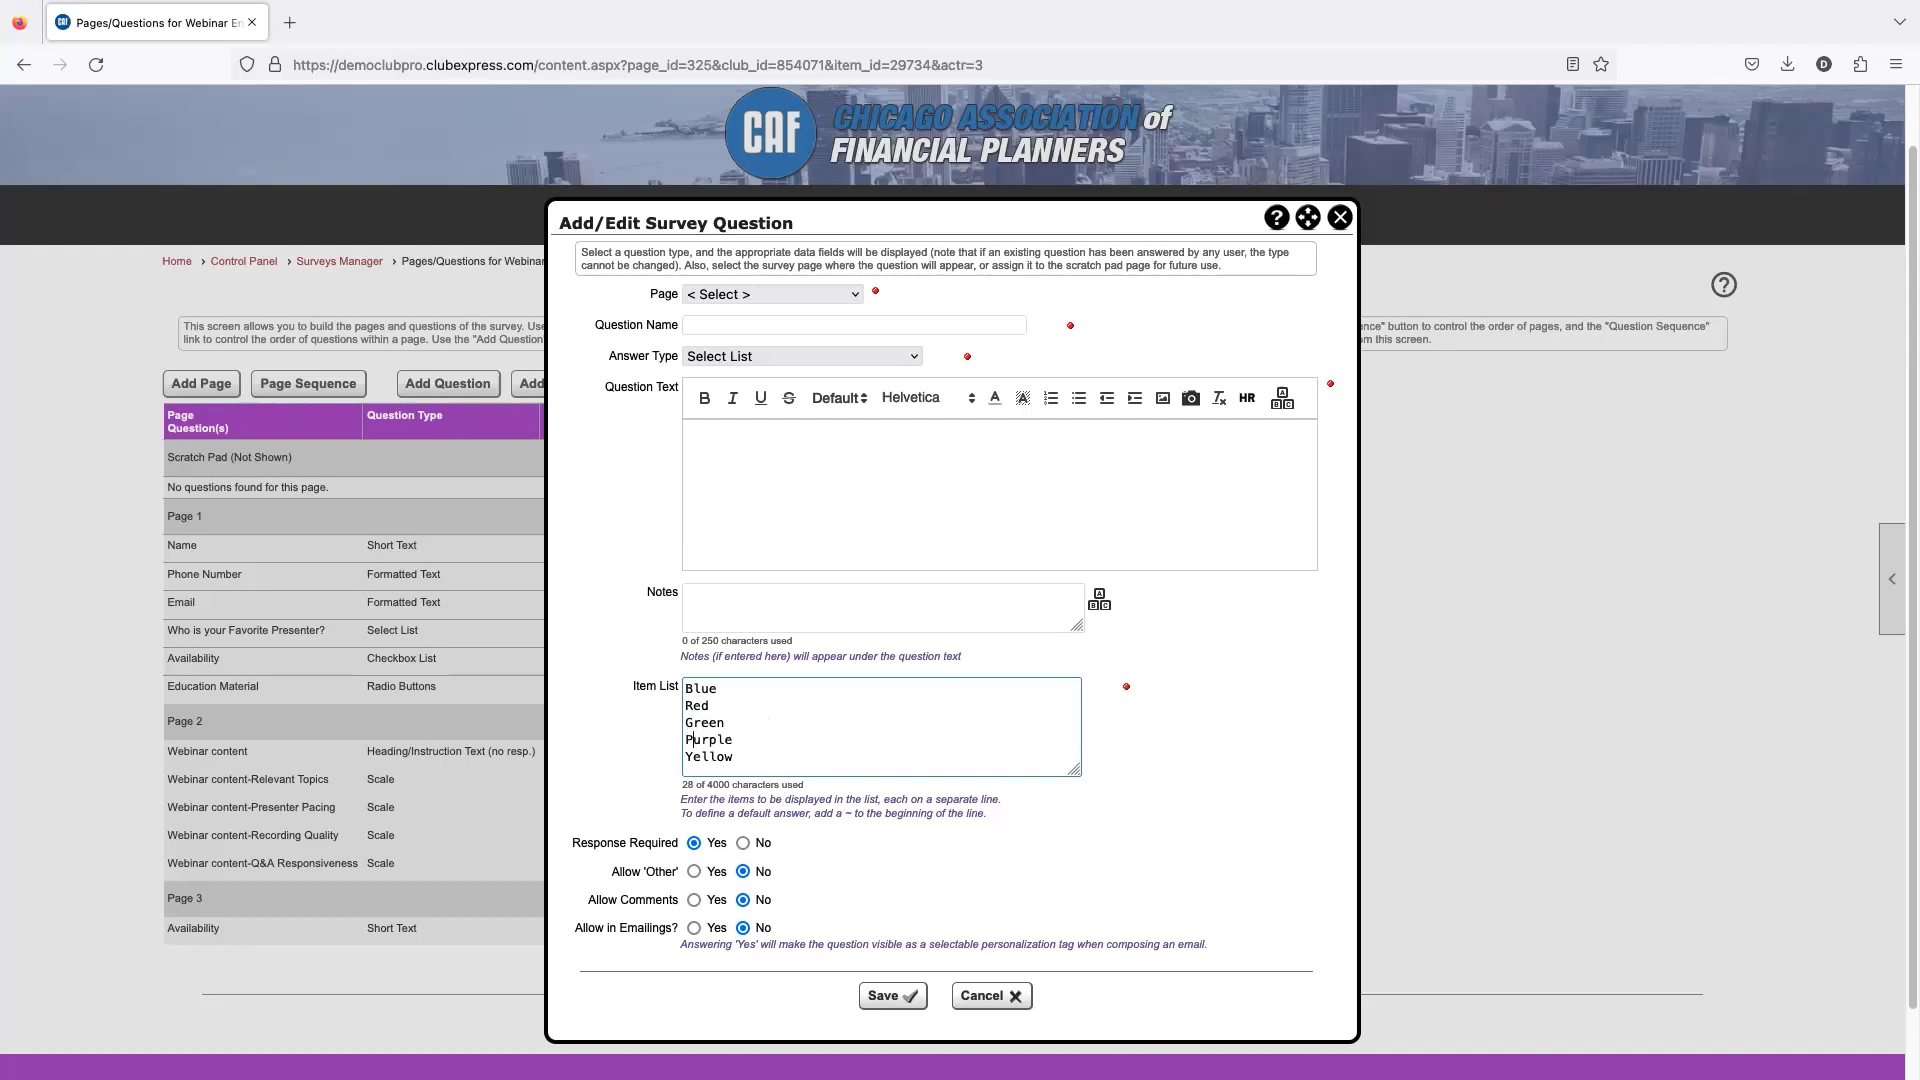 Pages/Questions for Webinar Er
https://democlubpro.clubexpress.com/content.aspx?page_id=325&club_id=854071&item_id=29734&actr=3
CAF
CHICAGO ASSOCIATION of
FINANCIAL PLANNERS
Home > Control Panel > Surveys Manager > Pages/Questions for Webinar
This screen allows you to build the pages and questions of the survey. Use
link to control the order of questions within a page. Use the "Add Question
nce" button to control the order of pages, and the "Question Sequence"
m this screen.
Add Page
Page Sequence
Add Question
Add
Page
Question(s)
Question Type
Scratch Pad (Not Shown)
No questions found for this page.
Page 1
Name Short Text
Phone Number Formatted Text
Email Formatted Text
Who is your Favorite Presenter? Select List
Availability Checkbox List
Education Material Radio Buttons
Page 2
Webinar content Heading/Instruction Text (no resp.)
Webinar content-Relevant Topics Scale
Webinar content-Presenter Pacing Scale
Webinar content-Recording Quality Scale
Webinar content-Q&A Responsiveness Scale
Page 3
Availability Short Text
Add/Edit Survey Question
Select a question type, and the appropriate data fields will be displayed (note that if an existing question has been answered by any user, the type
cannot be changed). Also, select the survey page where the question will appear, or assign it to the scratch pad page for future use.
Page < Select >
Question Name
Answer Type Select List
Question Text
B I U S Default Helvetica A A HR A B C
Notes
A B C
0 of 250 characters used
Notes (if entered here) will appear under the question text
Item List
Blue
Red
Green
Purple
Yellow
28 of 4000 characters used
Enter the items to be displayed in the list, each on a separate line.
To define a default answer, add a ~ to the beginning of the line.
Response Required Yes No
Allow 'Other' Yes No
Allow Comments Yes No
Allow in Emailings? Yes No
Answering 'Yes' will make the question visible as a selectable personalization tag when composing an email.
Save
Cancel